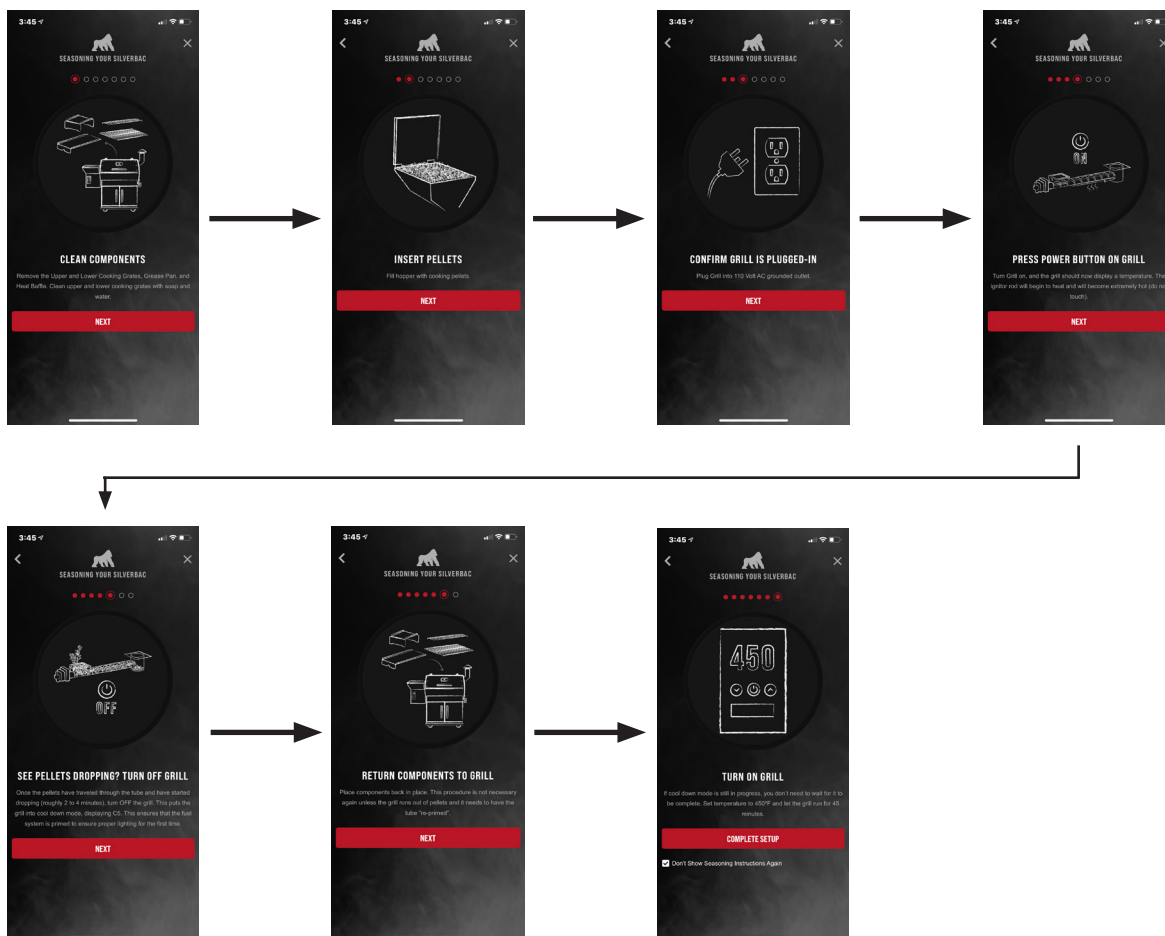 3:45
SEASONING YOUR SILVERBAC
CLEAN COMPONENTS
Remove the Upper and Lower Cooking Grates, Grease Pan, and
Heat Baffle. Clean upper and lower cooking grates with soap and
water.
NEXT
3:45
SEASONING YOUR SILVERBAC
INSERT PELLETS
Fill hopper with cooking pellets.
NEXT
3:45
SEASONING YOUR SILVERBAC
CONFIRM GRILL IS PLUGGED-IN
Plug Grill into 110 Volt AC grounded outlet.
NEXT
3:45
SEASONING YOUR SILVERBAC
ON
PRESS POWER BUTTON ON GRILL
Turn Grill on, and the grill should now display a temperature. The
ignitor rod will begin to heat and will become extremely hot (do no
touch).
NEXT
3:45
SEASONING YOUR SILVERBAC
OFF
SEE PELLETS DROPPING? TURN OFF GRILL
Once the pellets have traveled through the tube and have started
dropping (roughly 2 to 4 minutes), turn OFF the grill. This puts the
grill into cool down mode, displaying C5. This ensures that the fuel
system is primed to ensure proper lighting for the first time
NEXT
3:45
SEASONING YOUR SILVERBAC
RETURN COMPONENTS TO GRILL
Place components back in place. This procedure is not necessary
again unless the grill runs out of pellets and it needs to have the
tube "re-primed".
NEXT
3:45
SEASONING YOUR SILVERBAC
450
TURN ON GRILL
If cool down mode is still in progress, you don't need to wait for it to
be complete. Set temperature to 450°F and let the grill run for 45
minutes.
COMPLETE SETUP
Don't Show Seasoning Instructions Again